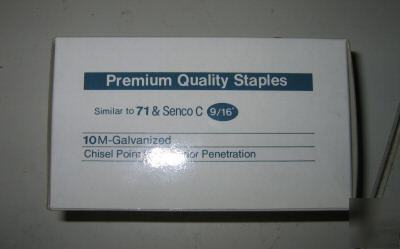 Premium Quality Staples
Similar to 71 & Senco C 9/16"
10M-Galvanized
Chisel Point Penetration